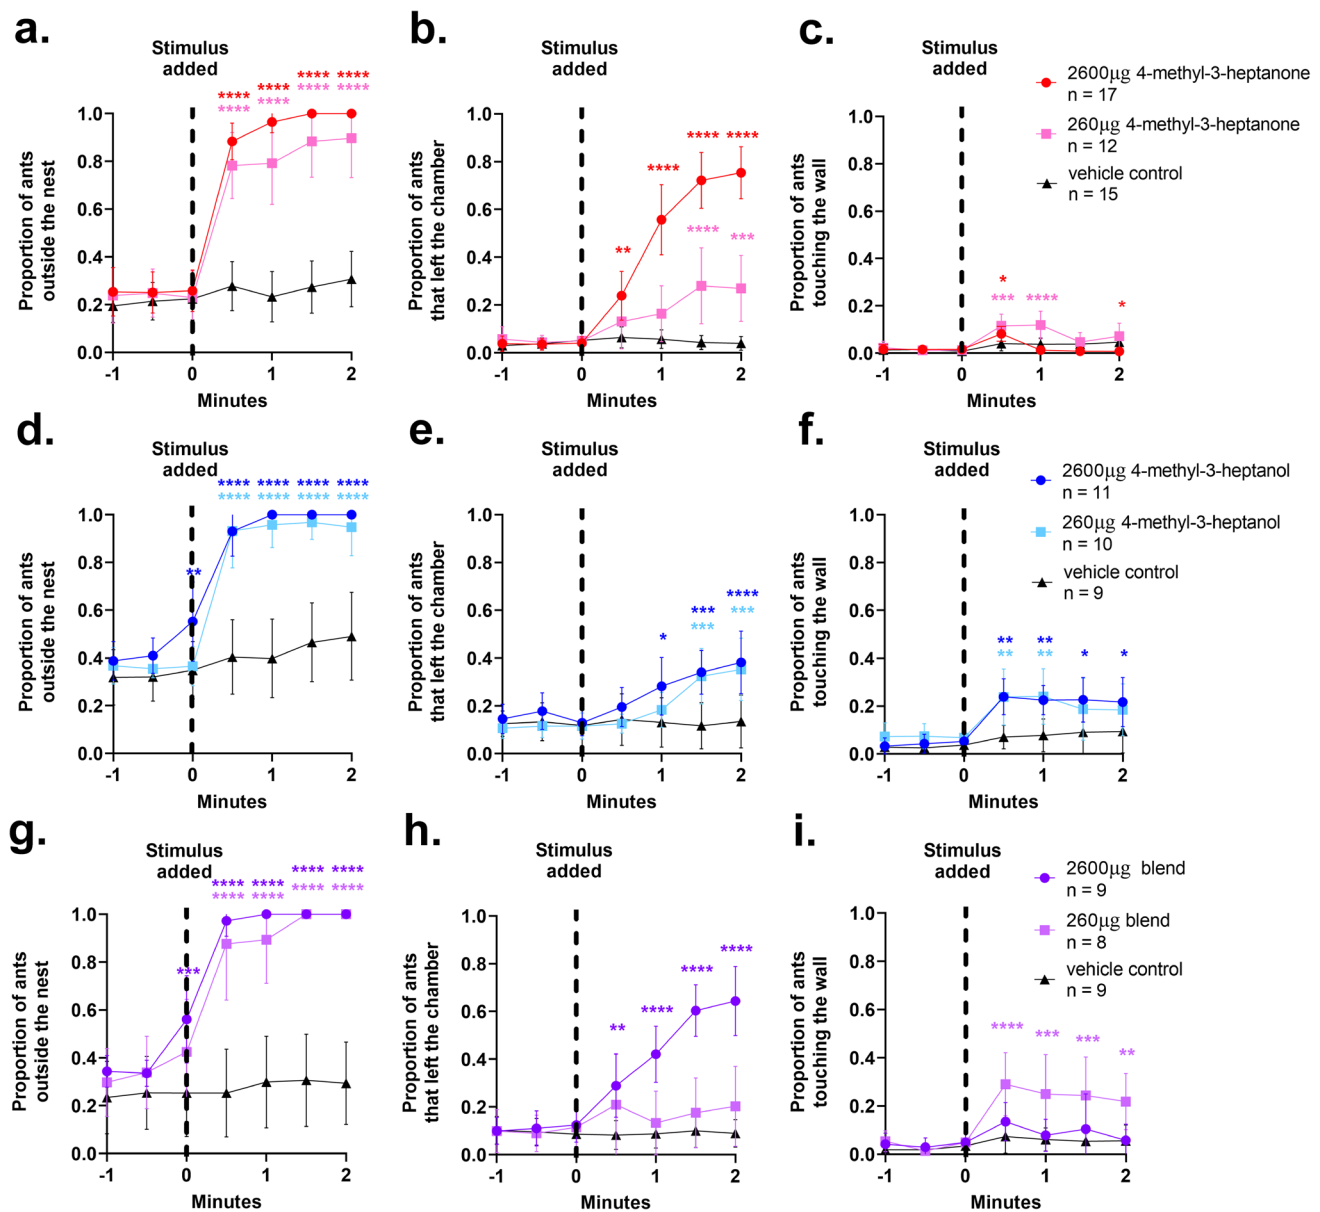 a.
Stimulus
added
**** **** **** ****
**** **** **** ****
Proportion of ants
outside the nest
1.0
0.8
0.6
0.4
0.2
0.0
-1 0 1 2
Minutes
b.
Stimulus
added
** **** **** ****
**** ***
Proportion of ants
that left the chamber
1.0
0.8
0.6
0.4
0.2
0.0
-1 0 1 2
Minutes
c.
Stimulus
added
* *
*** ****
Proportion of ants
touching the wall
1.0
0.8
0.6
0.4
0.2
0.0
-1 0 1 2
Minutes
2600µg 4-methyl-3-heptanone
n = 17
260µg 4-methyl-3-heptanone
n = 12
vehicle control
n = 15
d.
Stimulus
added
** **** **** **** ****
**** **** **** ****
Proportion of ants
outside the nest
1.0
0.8
0.6
0.4
0.2
0.0
-1 0 1 2
Minutes
e.
Stimulus
added
* *** ****
*** ***
Proportion of ants
that left the chamber
1.0
0.8
0.6
0.4
0.2
0.0
-1 0 1 2
Minutes
f.
Stimulus
added
** ** * *
** **
Proportion of ants
touching the wall
1.0
0.8
0.6
0.4
0.2
0.0
-1 0 1 2
Minutes
2600µg 4-methyl-3-heptanol
n = 11
260µg 4-methyl-3-heptanol
n = 10
vehicle control
n = 9
g.
Stimulus
added
*** **** **** **** ****
**** **** **** ****
Proportion of ants
outside the nest
1.0
0.8
0.6
0.4
0.2
0.0
-1 0 1 2
Minutes
h.
Stimulus
added
** **** **** ****
Proportion of ants
that left the chamber
1.0
0.8
0.6
0.4
0.2
0.0
-1 0 1 2
Minutes
i.
Stimulus
added
**** *** *** **
Proportion of ants
touching the wall
1.0
0.8
0.6
0.4
0.2
0.0
-1 0 1 2
Minutes
2600µg blend
n = 9
260µg blend
n = 8
vehicle control
n = 9